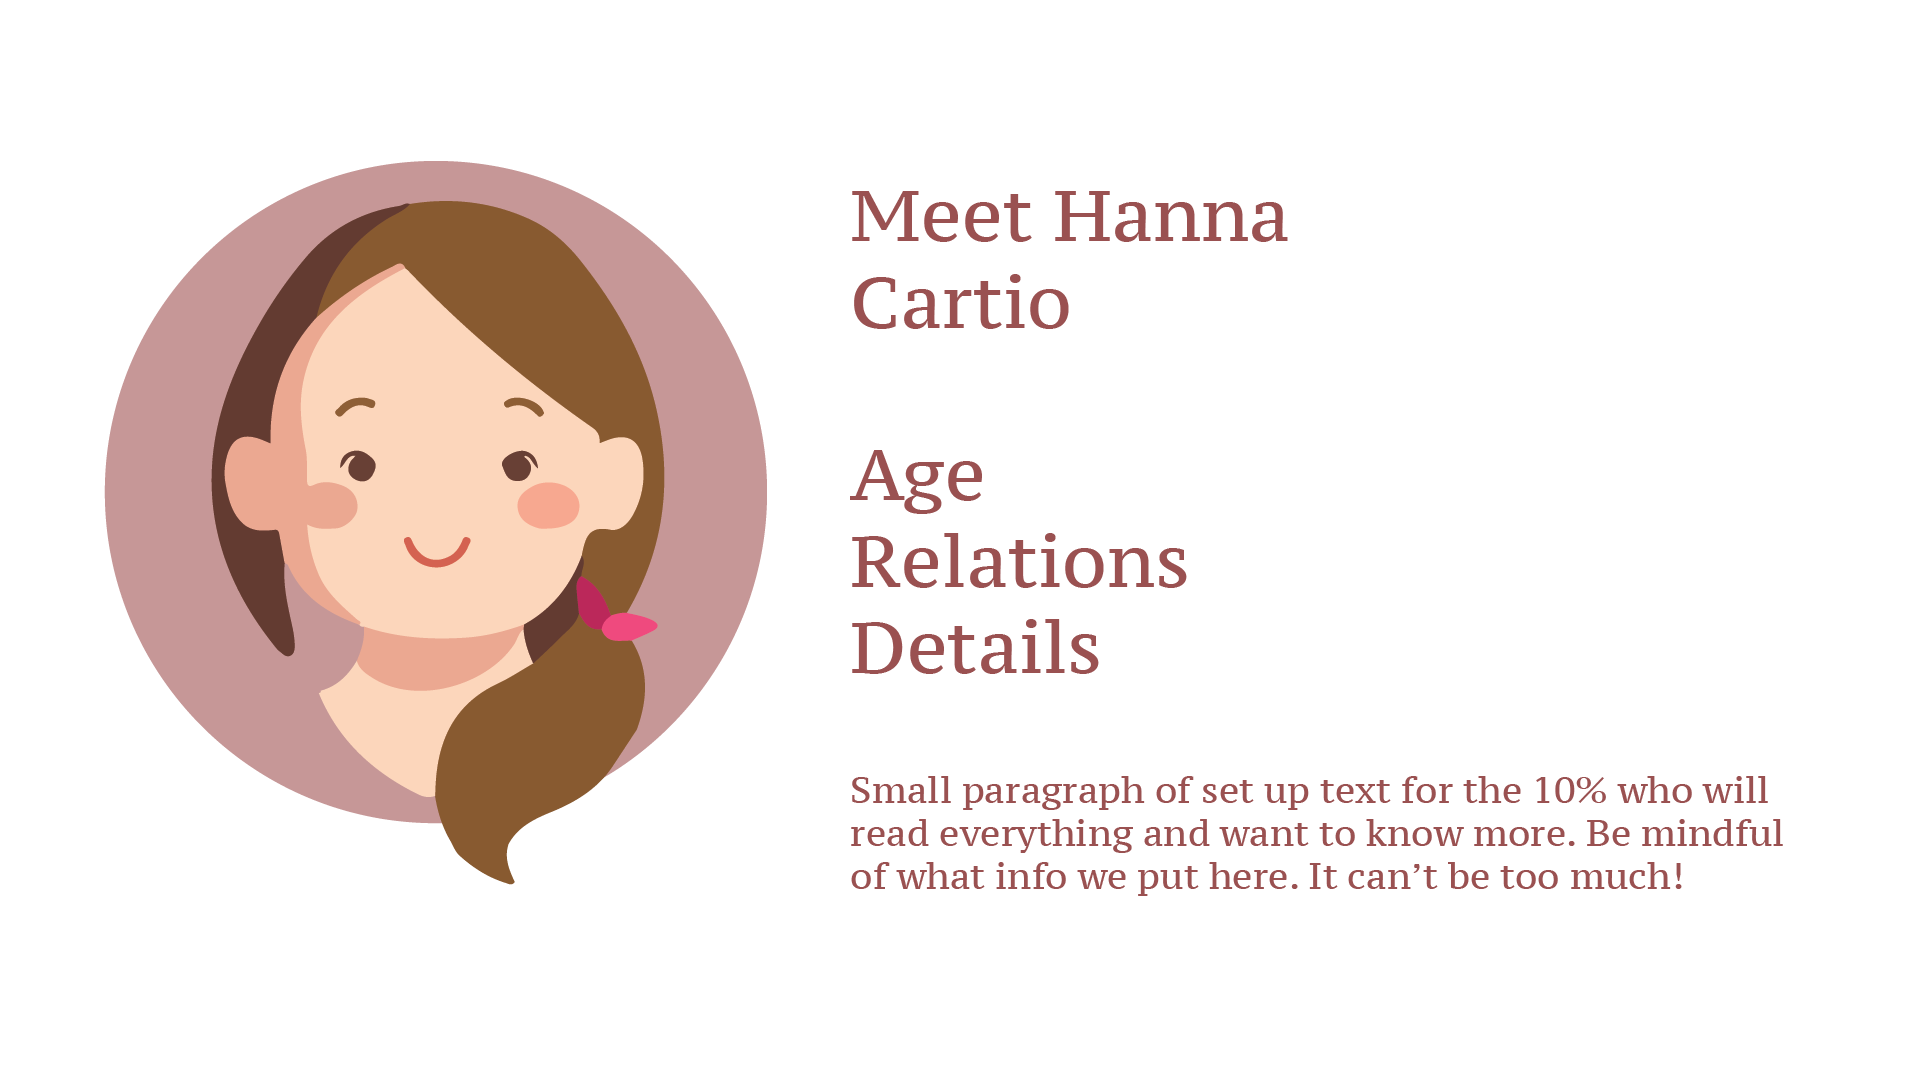 Meet Hanna
Cartio
Age
Relations
Details
Small paragraph of set up text for the 10% who will
read everything and want to know more. Be mindful
of what info we put here. It can’t be too much!